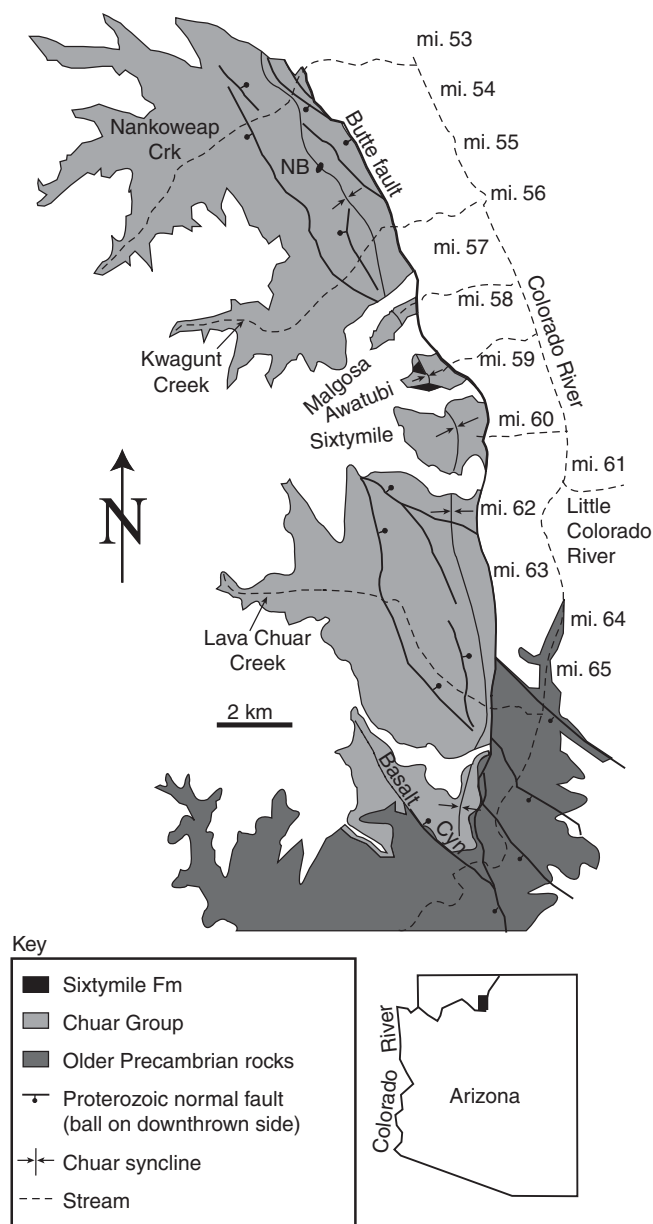 mi. 53
mi. 54
Nankoweap
Crk
Butte fault
mi. 55
NB
mi. 56
mi. 57
mi. 58
Colorado River
Kwagunt
Creek
Malgosa
mi. 59
Awatubi
Sixtymile
mi. 60
mi. 61
N
mi. 62
Little
Colorado
River
mi. 63
Lava Chuar
Creek
mi. 64
mi. 65
2 km
Basalt
Cyn
Key
Sixtymile Fm
Chuar Group
Older Precambrian rocks
Proterozoic normal fault
(ball on downthrown side)
Chuar syncline
Stream
Colorado River
Arizona